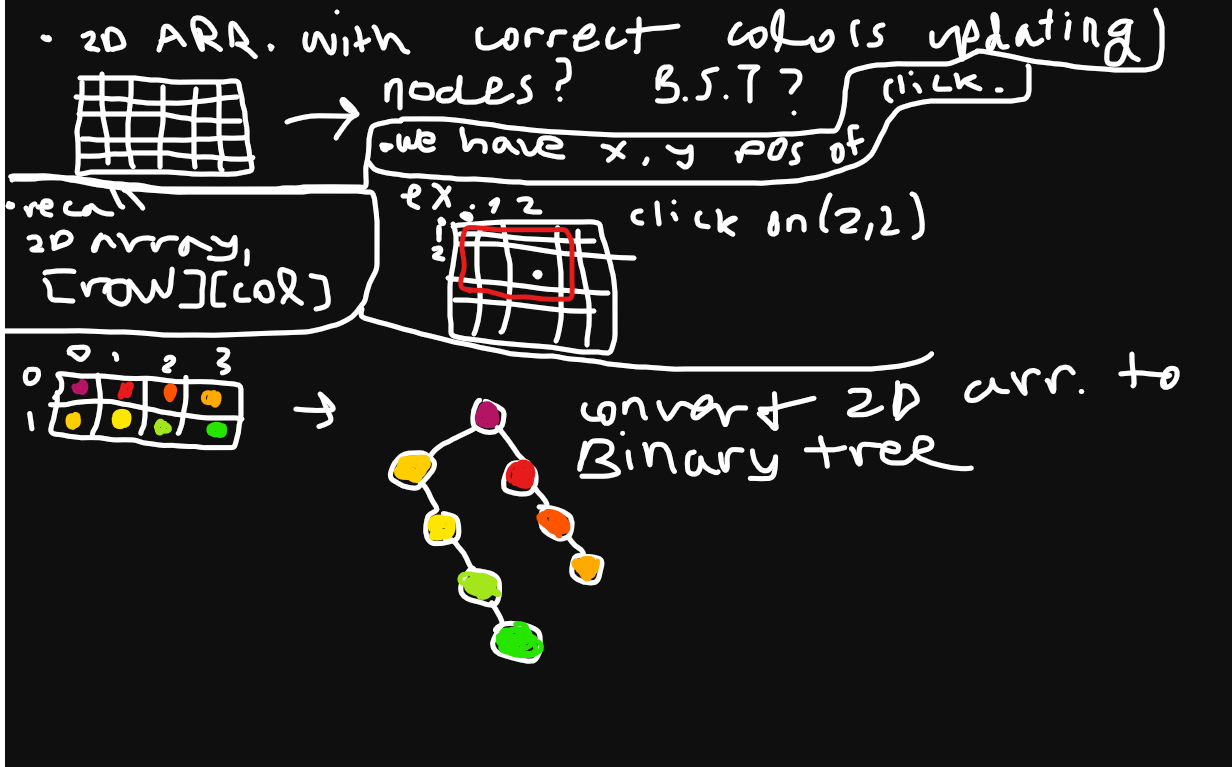 • 2D ARR. with correct colors updating
nodes? B.S.T? click.
•we have x, y pos of
•recall
2D array,
[row][col]
ex
0 1 2
1
2
click on(2,2)
0 1 2 3
0
1
convert 2D arr. to
Binary tree